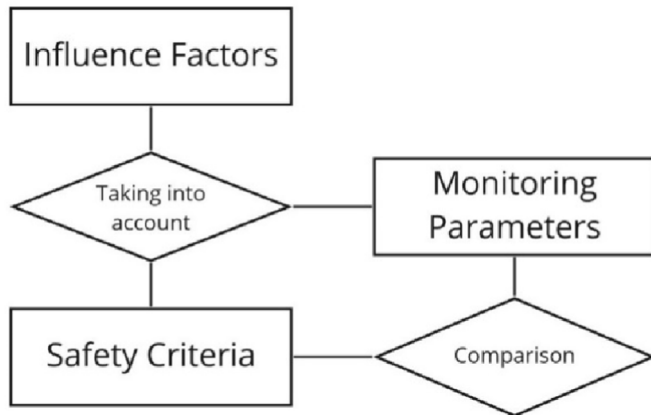 Influence Factors
Taking into
account
Monitoring
Parameters
Safety Criteria
Comparison